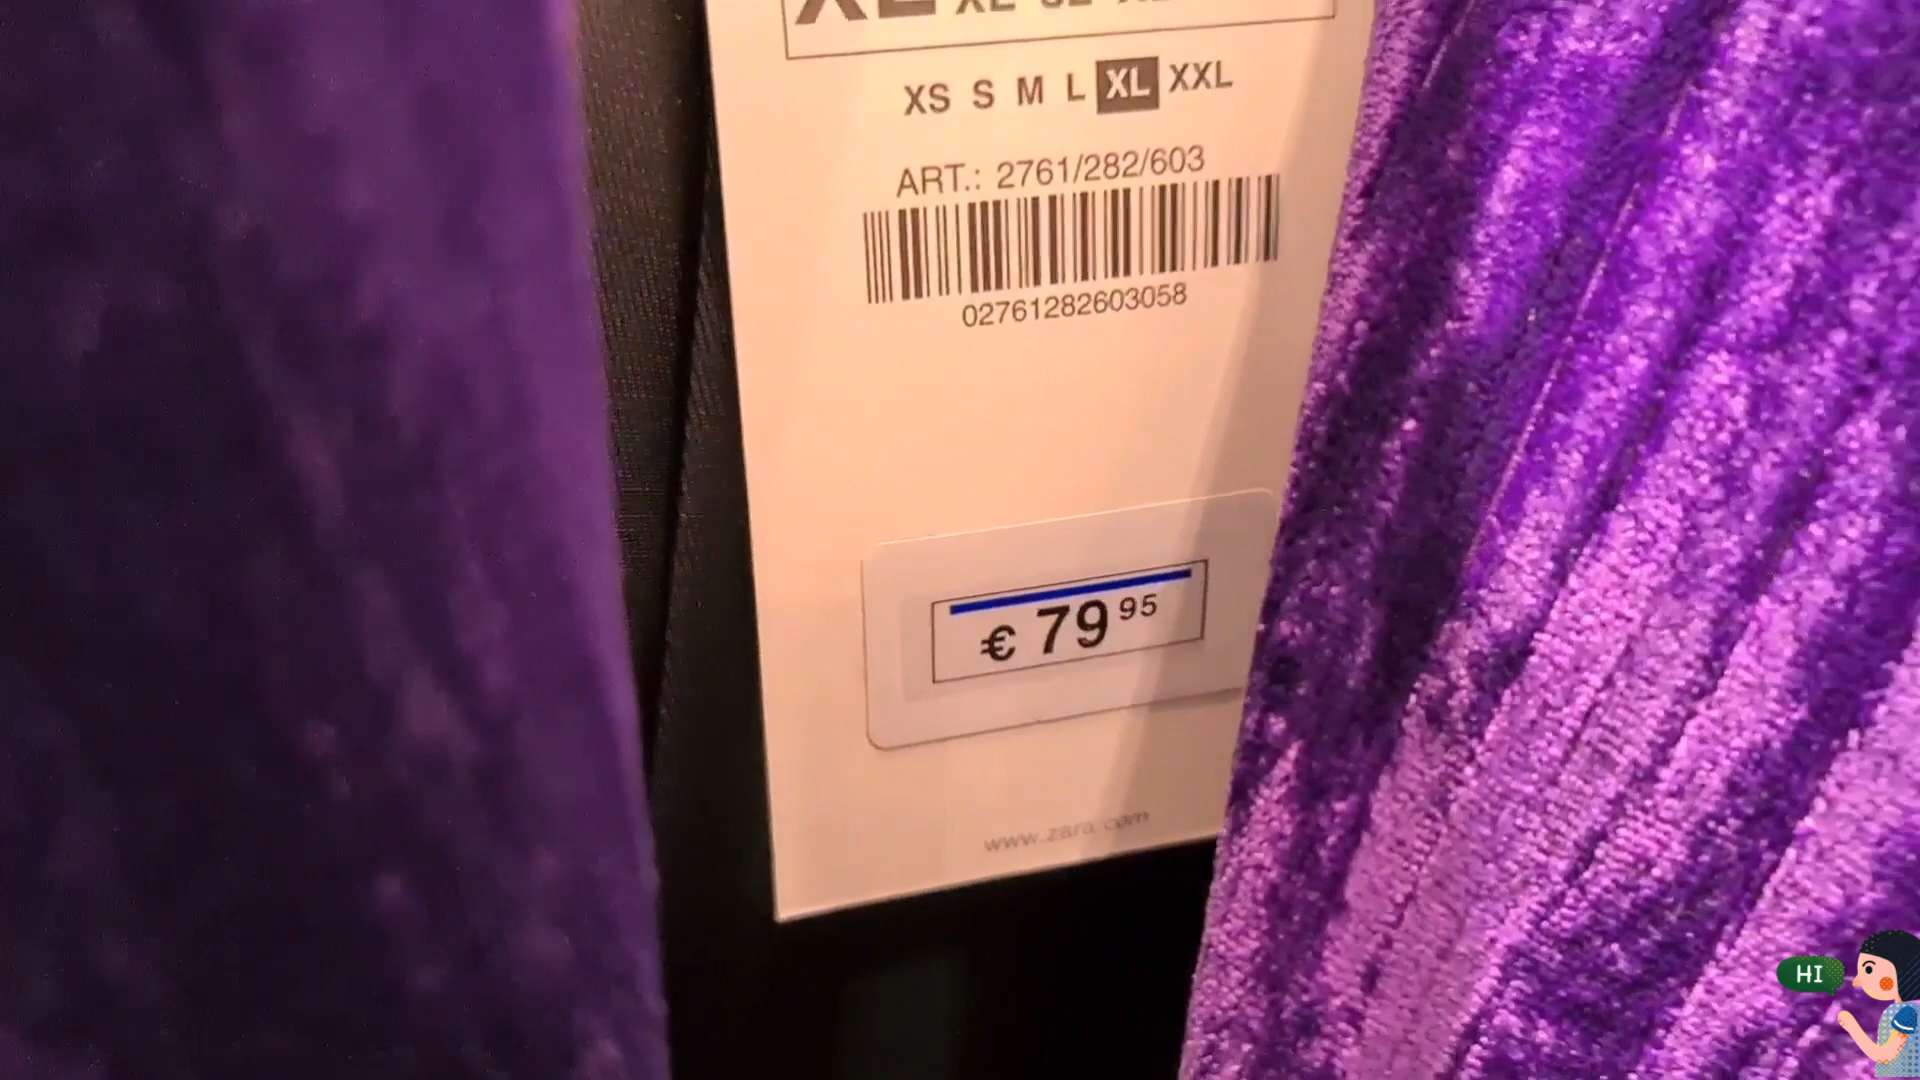 XS S M L XL XXL
ART.: 2761/282/603
02761282603058
€ 79 95
www.zara.com
HI